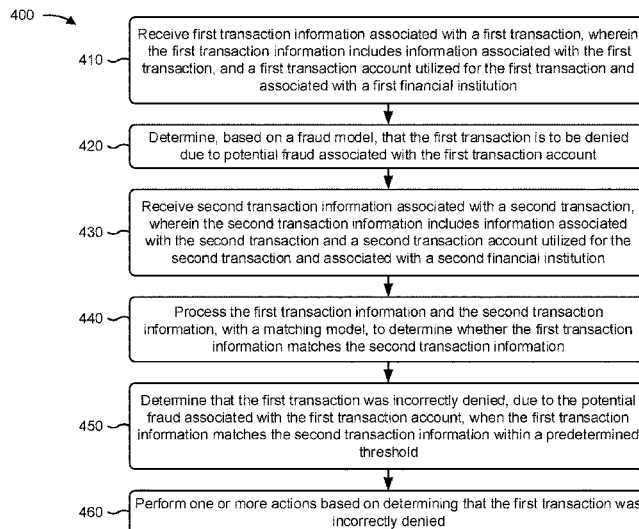 400
410
Receive first transaction information associated with a first transaction, wherein
the first transaction information includes information associated with the first
transaction, and a first transaction account utilized for the first transaction and
associated with a first financial institution
420
Determine, based on a fraud model, that the first transaction is to be denied
due to potential fraud associated with the first transaction account
430
Receive second transaction information associated with a second transaction,
wherein the second transaction information includes information associated
with the second transaction and a second transaction account utilized for the
second transaction and associated with a second financial institution
440
Process the first transaction information and the second transaction
information, with a matching model, to determine whether the first transaction
information matches the second transaction information
450
Determine that the first transaction was incorrectly denied, due to the potential
fraud associated with the first transaction account, when the first transaction
information matches the second transaction information within a predetermined
threshold
460
Perform one or more actions based on determining that the first transaction was
incorrectly denied